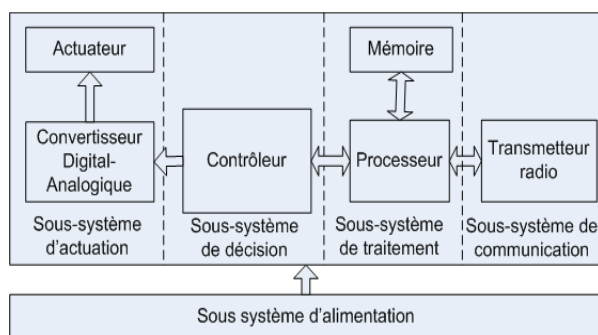 Actuateur
Mémoire
Convertisseur
Digital-
Analogique
Contrôleur
Processeur
Transmetteur
radio
Sous-système
d'actuation
Sous-système
de décision
Sous-système
de traitement
Sous-système de
communication
Sous système d'alimentation